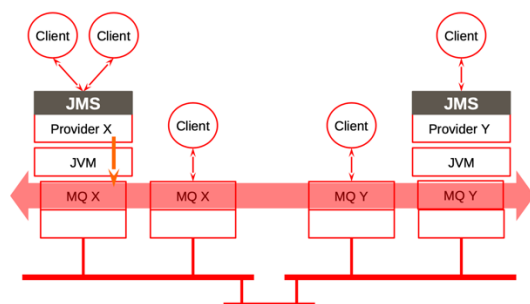 Client
Client
Client
JMS
JMS
Provider X
Client
Client
Provider Y
JVM
JVM
MQ X
MQ X
MQ Y
MQ Y